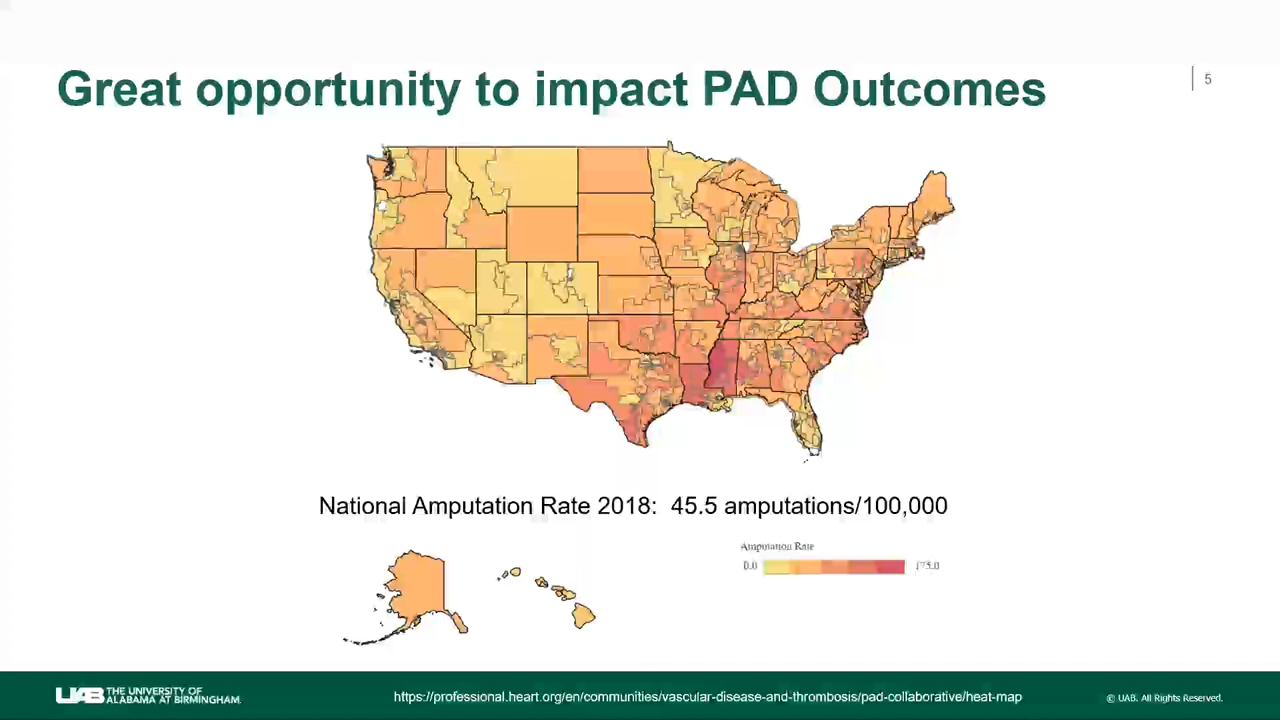 Great opportunity to impact PAD Outcomes
5
National Amputation Rate 2018: 45.5 amputations/100,000
Amputation Rate
0.0
175.0
UAB THE UNIVERSITY OF
ALABAMA AT BIRMINGHAM.
https://professional.heart.org/en/communities/vascular-disease-and-thrombosis/pad-collaborative/heat-map
© UAB. All Rights Reserved.